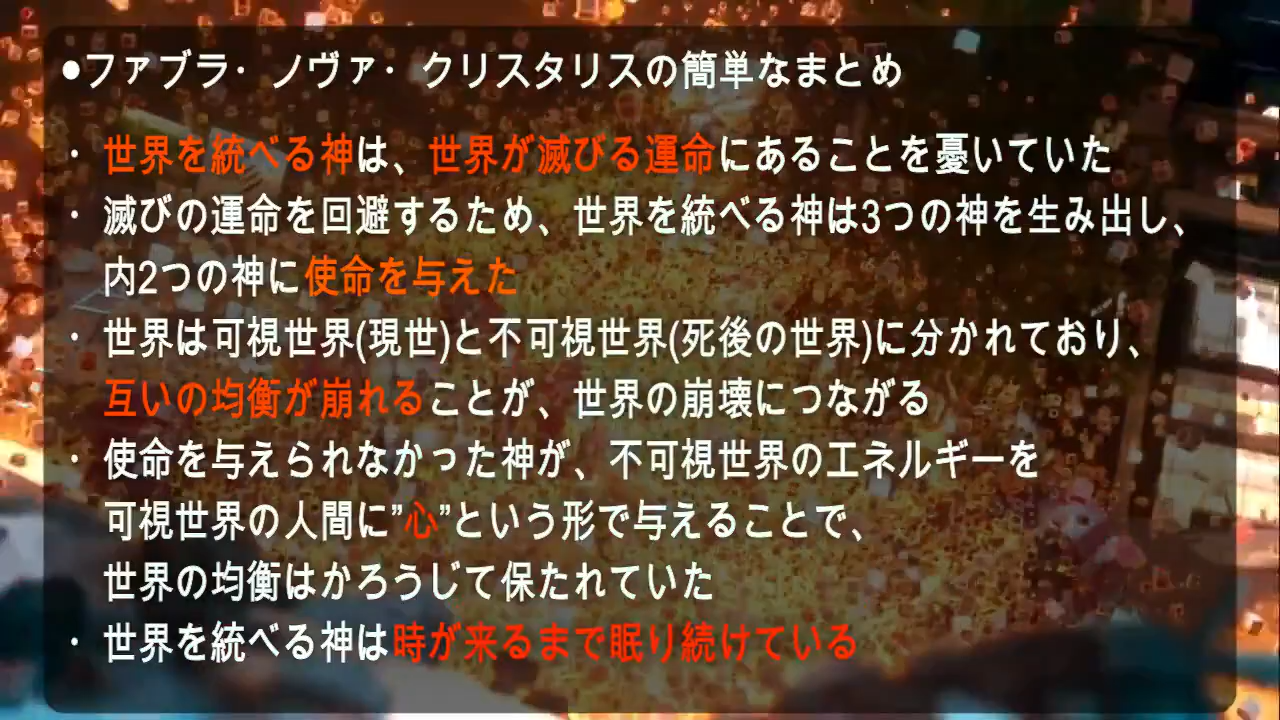 ●ファブラ・ノヴァ・クリスタリスの簡単なまとめ
・世界を統べる神は、世界が滅びる運命にあることを憂いていた
・滅びの運命を回避するため、世界を統べる神は3つの神を生み出し、
内2つの神に使命を与えた
・世界は可視世界(現世)と不可視世界(死後の世界)に分かれており、
互いの均衡が崩れることが、世界の崩壊につながる
・使命を与えられなかった神が、不可視世界のエネルギーを
可視世界の人間に”心”という形で与えることで、
世界の均衡はかろうじて保たれていた
・世界を統べる神は時が来るまで眠り続けている